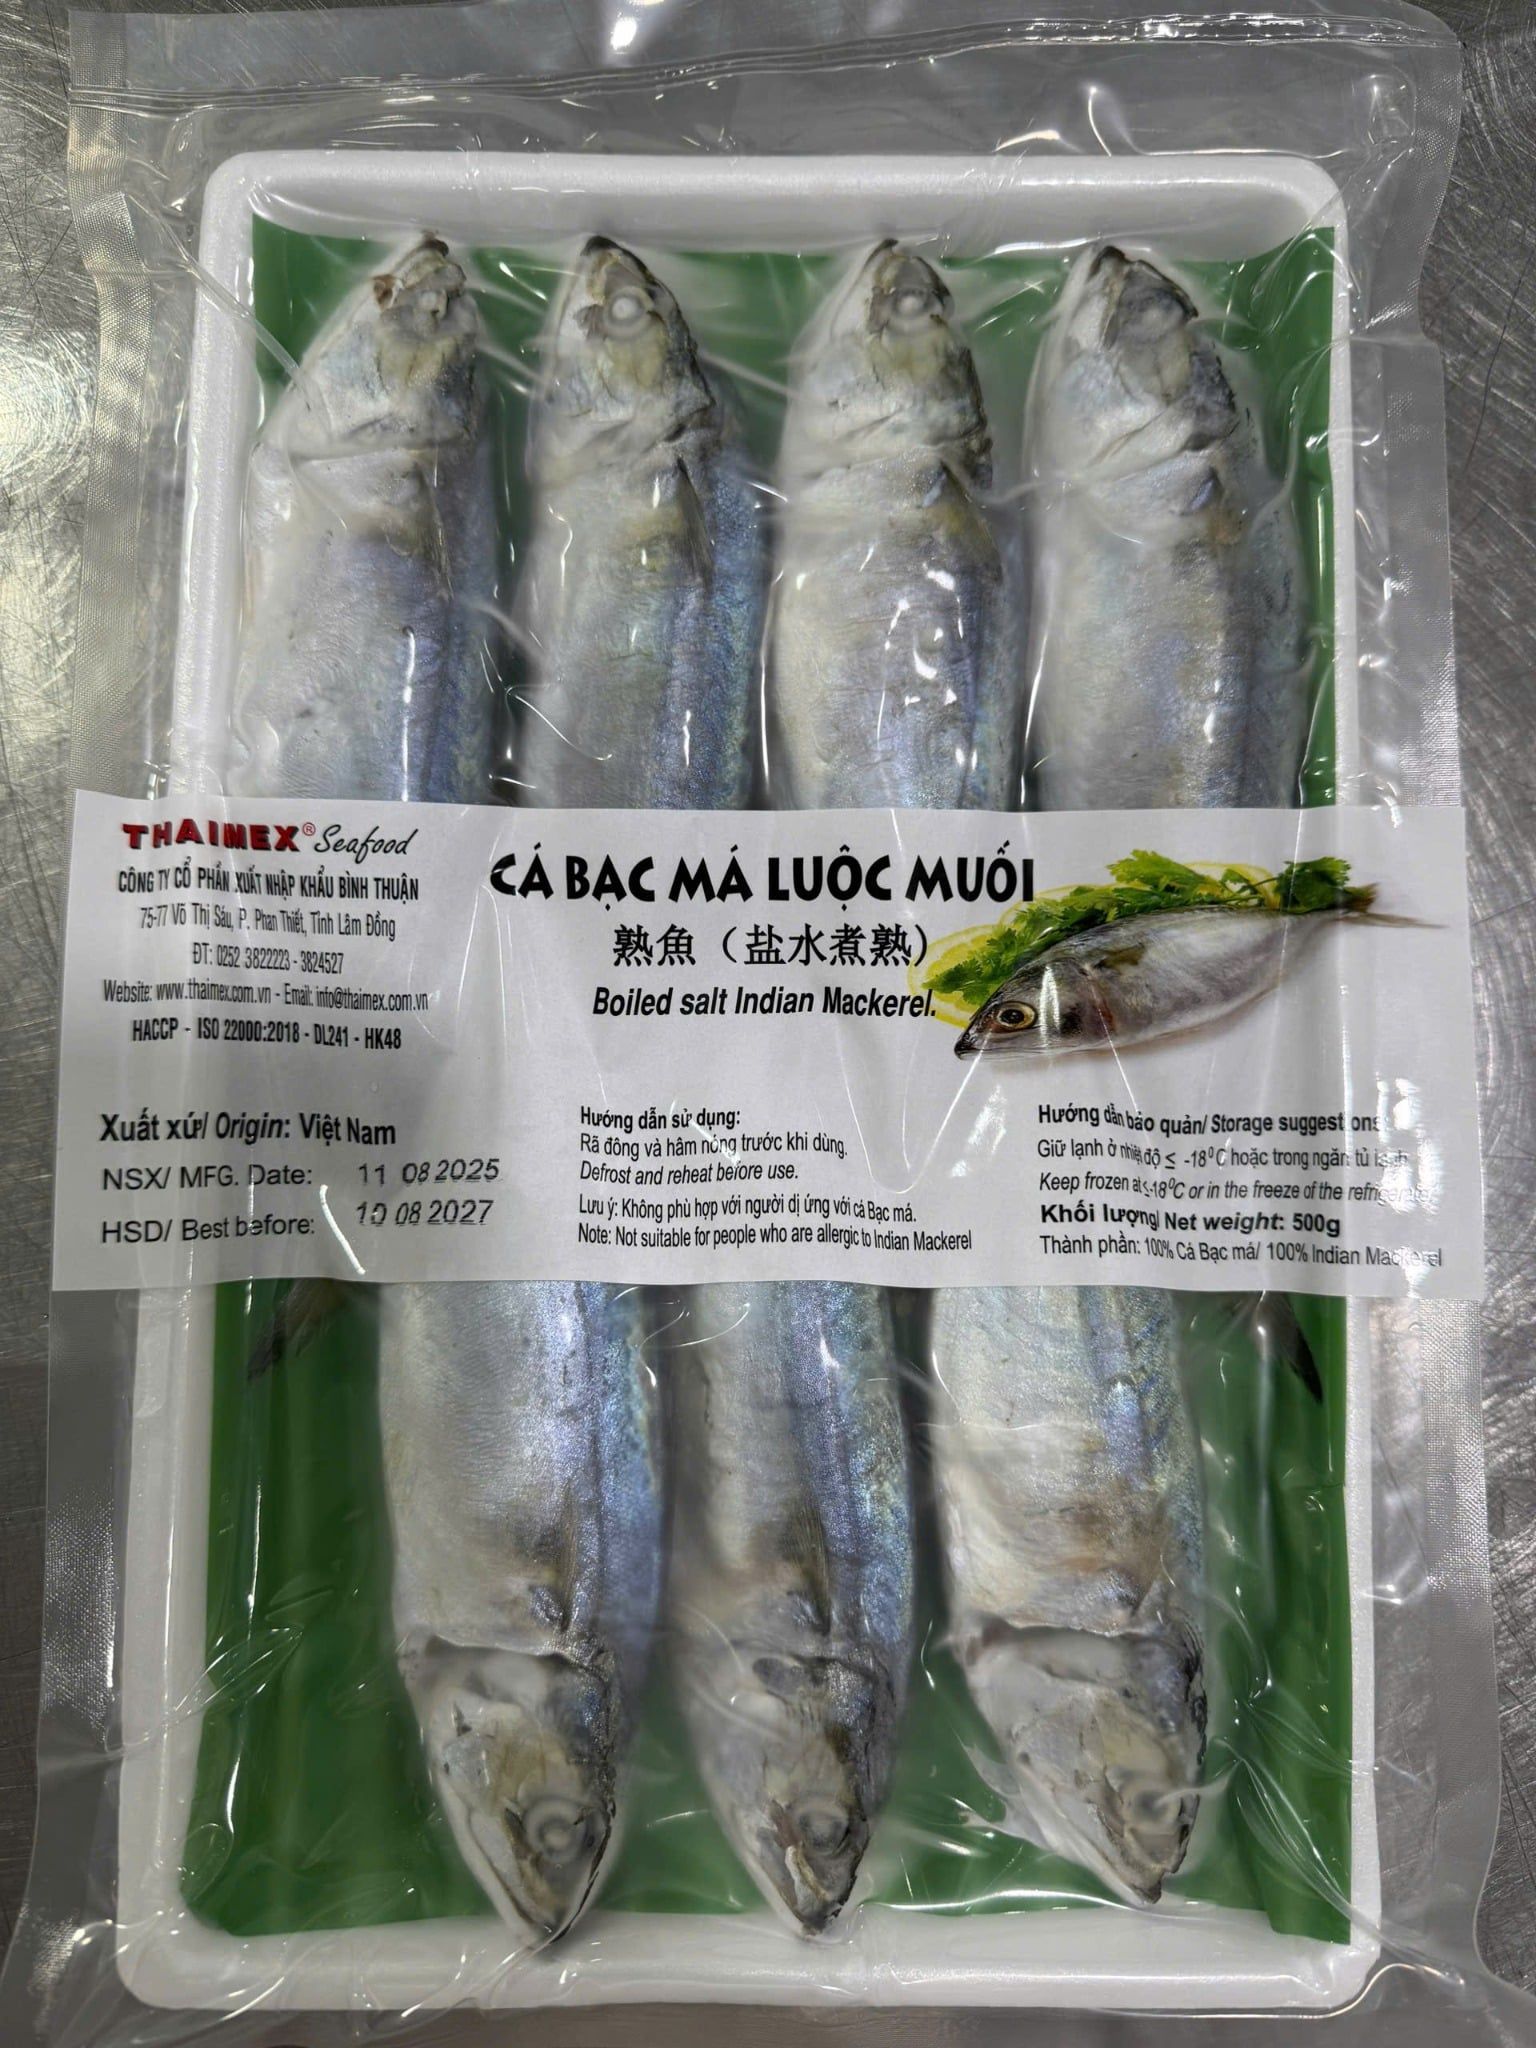 THAIMEX® Seafood
CÔNG TY CỔ PHẦN XUẤT NHẬP KHẨU BÌNH THUẬN
75-77 Võ Thị Sáu, P. Phan Thiết, Tỉnh Lâm Đồng
ĐT: 0252 3822223 - 3824527
Website: www.thaimex.com.vn - Email: info@thaimex.com.vn
HACCP - ISO 22000:2018 - DL241 - HK48
CÁ BẠC MÁ LUỘC MUỐI
熟魚（盐水煮熟）
Boiled salt Indian Mackerel.
Xuất xứ/ Origin: Việt Nam
NSX/ MFG. Date: 11 08 2025
HSD/ Best before: 10 08 2027
Hướng dẫn sử dụng:
Rã đông và hâm nóng trước khi dùng.
Defrost and reheat before use.
Lưu ý: Không phù hợp với người dị ứng với cá Bạc má.
Note: Not suitable for people who are allergic to Indian Mackerel
Hướng dẫn bảo quản/ Storage suggestions
Giữ lạnh ở nhiệt độ ≤ -18⁰C hoặc trong ngăn tủ lạnh
Keep frozen at ≤-18⁰C or in the freeze of the refrigerator
Khối lượng/ Net weight: 500g
Thành phần: 100% Cá Bạc má/ 100% Indian Mackerel